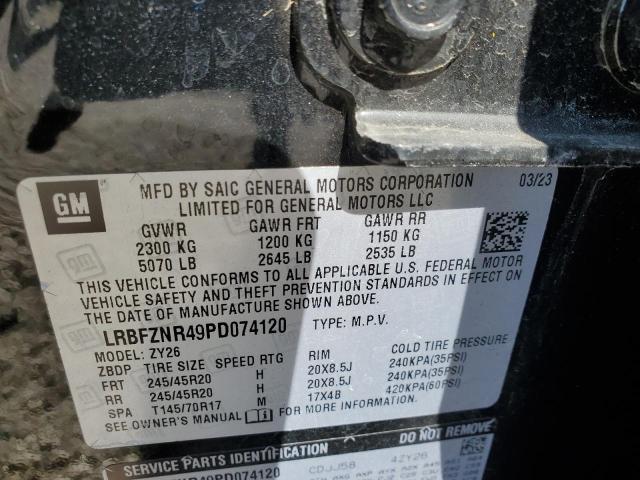 GM
MFD BY SAIC GENERAL MOTORS CORPORATION 03/23
LIMITED FOR GENERAL MOTORS LLC
GVWR GAWR FRT GAWR RR
2300 KG 1200 KG 1150 KG
5070 LB 2645 LB 2535 LB
THIS VEHICLE CONFORMS TO ALL APPLICABLE U.S. FEDERAL MOTOR
VEHICLE SAFETY AND THEFT PREVENTION STANDARDS IN EFFECT ON
THE DATE OF MANUFACTURE SHOWN ABOVE.
LRBFZNR49PD074120 TYPE: M.P.V.
MODEL: ZY26
ZBDP TIRE SIZE SPEED RTG RIM COLD TIRE PRESSURE
FRT 245/45R20 H 20X8.5J 240KPA(35PSI)
RR 245/45R20 H 20X8.5J 240KPA(35PSI)
SPA T145/70R17 M 17X4B 420KPA(60PSI)
SEE OWNER'S MANUAL
SERVICE PARTS IDENTIFICATION DO NOT REMOVE
NR49PD074120 CDJJ58 4ZY26